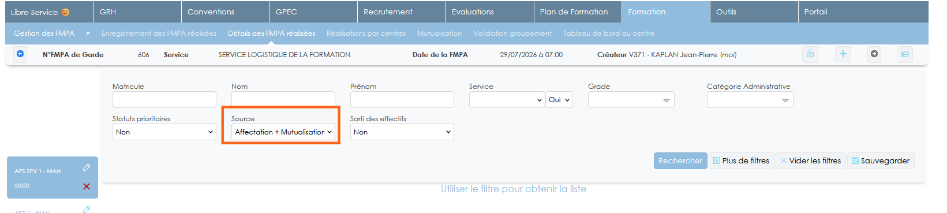 Libre-Service GRH Conventions GPEC Recrutement Evaluations Plan de Formation Formation Outils Portail
Gestion des FMPA Enregistrement des FMPA réalisées Détails des FMPA réalisées Réalisations par centres Mutualisation Validation groupement Tableau de bord du centre
N°FMPA de Garde 606 Service SERVICE LOGISTIQUE DE LA FORMATION Date de la FMPA 29/07/2026 à 07:00 Créateur V371 - KAPLAN Jean-Pierre (moi)
Matricule Nom Prénom Service Grade Catégorie Administrative
Oui
Statuts prioritaires Source Sorti des effectifs
Non Affectation + Mutualisation Non
Rechercher Plus de filtres Vider les filtres Sauvegarder
APS SPV 1 - MAIK
00:00
Utiliser le filtre pour obtenir la liste